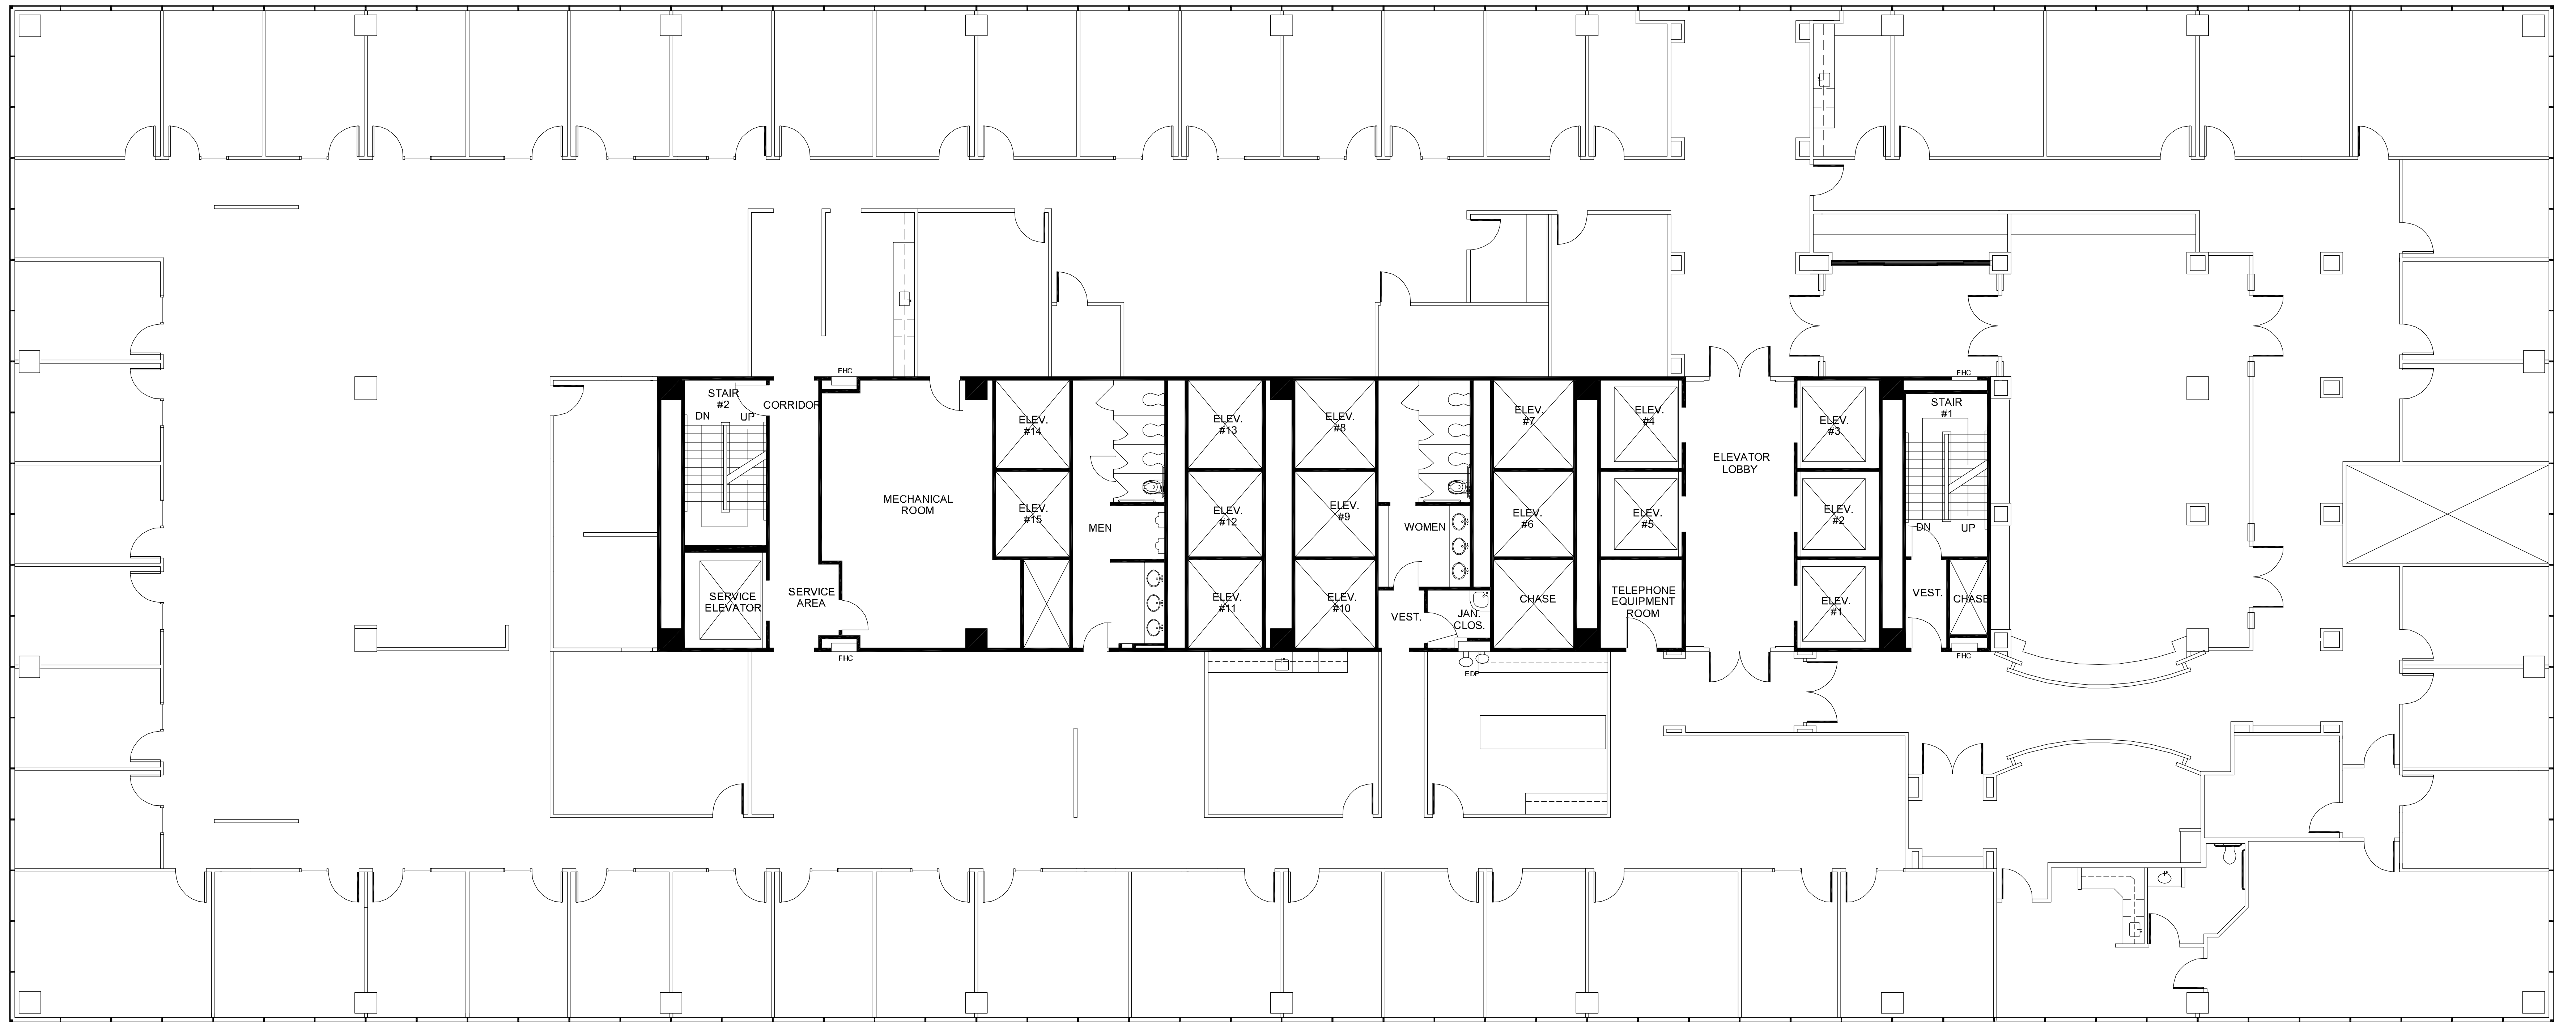 FHC
FHC
STAIR
#2
DN
UP
CORRIDOR
STAIR
#1
ELEV.
#14
ELEV.
#13
ELEV.
#8
ELEV.
#7
ELEV.
#4
ELEV.
#3
ELEVATOR
LOBBY
MECHANICAL
ROOM
ELEV.
#15
MEN
ELEV.
#12
ELEV.
#9
WOMEN
ELEV.
#6
ELEV.
#5
ELEV.
#2
DN
UP
SERVICE
ELEVATOR
SERVICE
AREA
ELEV.
#11
ELEV.
#10
VEST.
JAN.
CLOS.
CHASE
TELEPHONE
EQUIPMENT
ROOM
ELEV.
#1
VEST.
CHASE
FHC
EDF
FHC